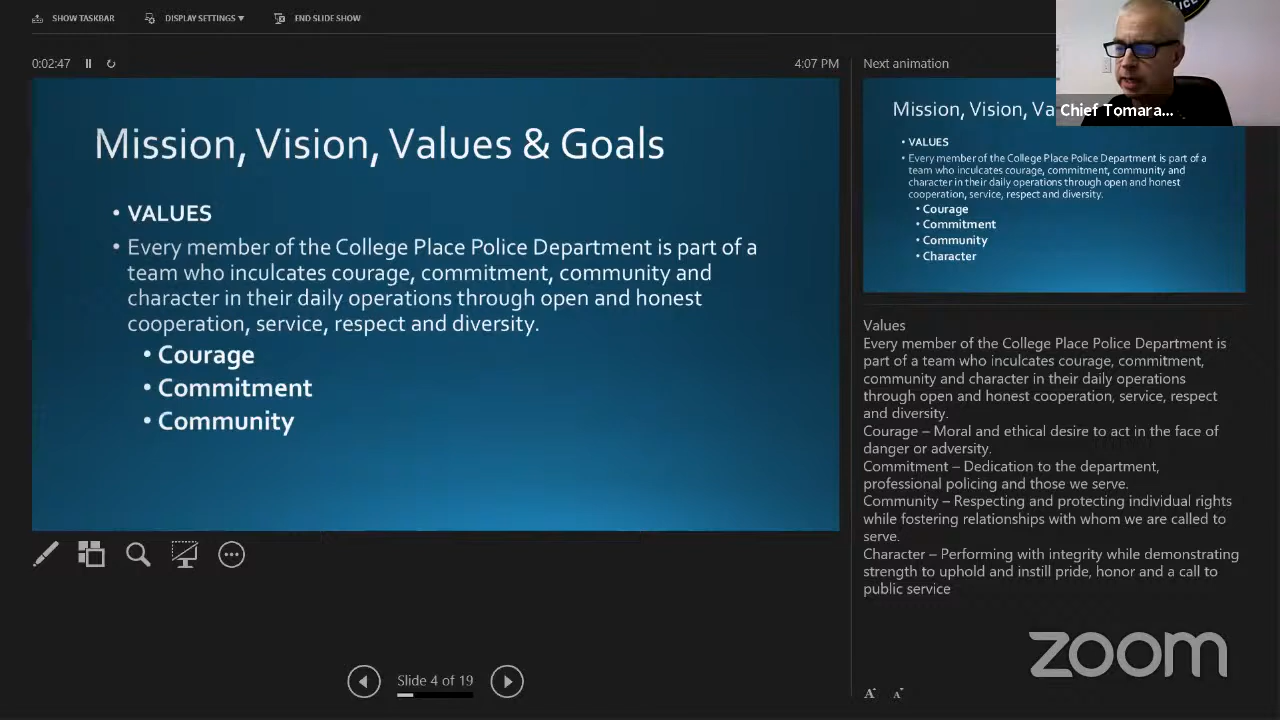 SHOW TASKBAR
DISPLAY SETTINGS
END SLIDE SHOW
0:02:47
4:07 PM
Mission, Vision, Values & Goals
• VALUES
• Every member of the College Place Police Department is part of a
team who inculcates courage, commitment, community and
character in their daily operations through open and honest
cooperation, service, respect and diversity.
• Courage
• Commitment
• Community
Slide 4 of 19
Next animation
Mission, Vision, Va
• VALUES
• Every member of the College Place Police Department is part of a
team who inculcates courage, commitment, community and
character in their daily operations through open and honest
cooperation, service, respect and diversity.
• Courage
• Commitment
• Community
• Character
Chief Tomara...
Values
Every member of the College Place Police Department is
part of a team who inculcates courage, commitment,
community and character in their daily operations
through open and honest cooperation, service, respect
and diversity.
Courage – Moral and ethical desire to act in the face of
danger or adversity.
Commitment – Dedication to the department,
professional policing and those we serve.
Community – Respecting and protecting individual rights
while fostering relationships with whom we are called to
serve.
Character – Performing with integrity while demonstrating
strength to uphold and instill pride, honor and a call to
public service
zoom
A A